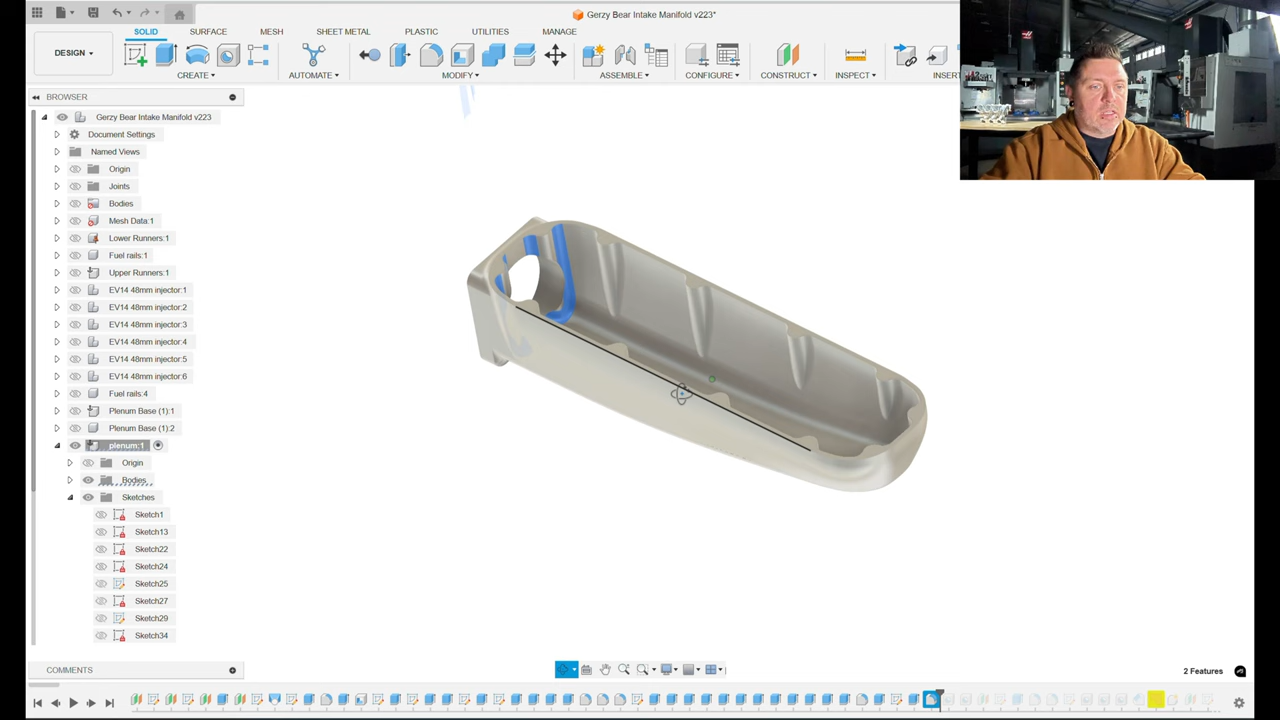 Gerzy Bear Intake Manifold v223*
DESIGN
SOLID SURFACE MESH SHEET METAL PLASTIC UTILITIES MANAGE
CREATE AUTOMATE MODIFY ASSEMBLE CONFIGURE CONSTRUCT INSPECT INSERT
BROWSER
Gerzy Bear Intake Manifold v223
Document Settings
Named Views
Origin
Joints
Bodies
Mesh Data:1
Lower Runners:1
Fuel rails:1
Upper Runners:1
EV14 48mm injector:1
EV14 48mm injector:2
EV14 48mm injector:3
EV14 48mm injector:4
EV14 48mm injector:5
EV14 48mm injector:6
Fuel rails:4
Plenum Base (1):1
Plenum Base (1):2
plenum:1
Origin
Bodies
Sketches
Sketch1
Sketch13
Sketch22
Sketch24
Sketch25
Sketch27
Sketch29
Sketch34
COMMENTS
2 Features